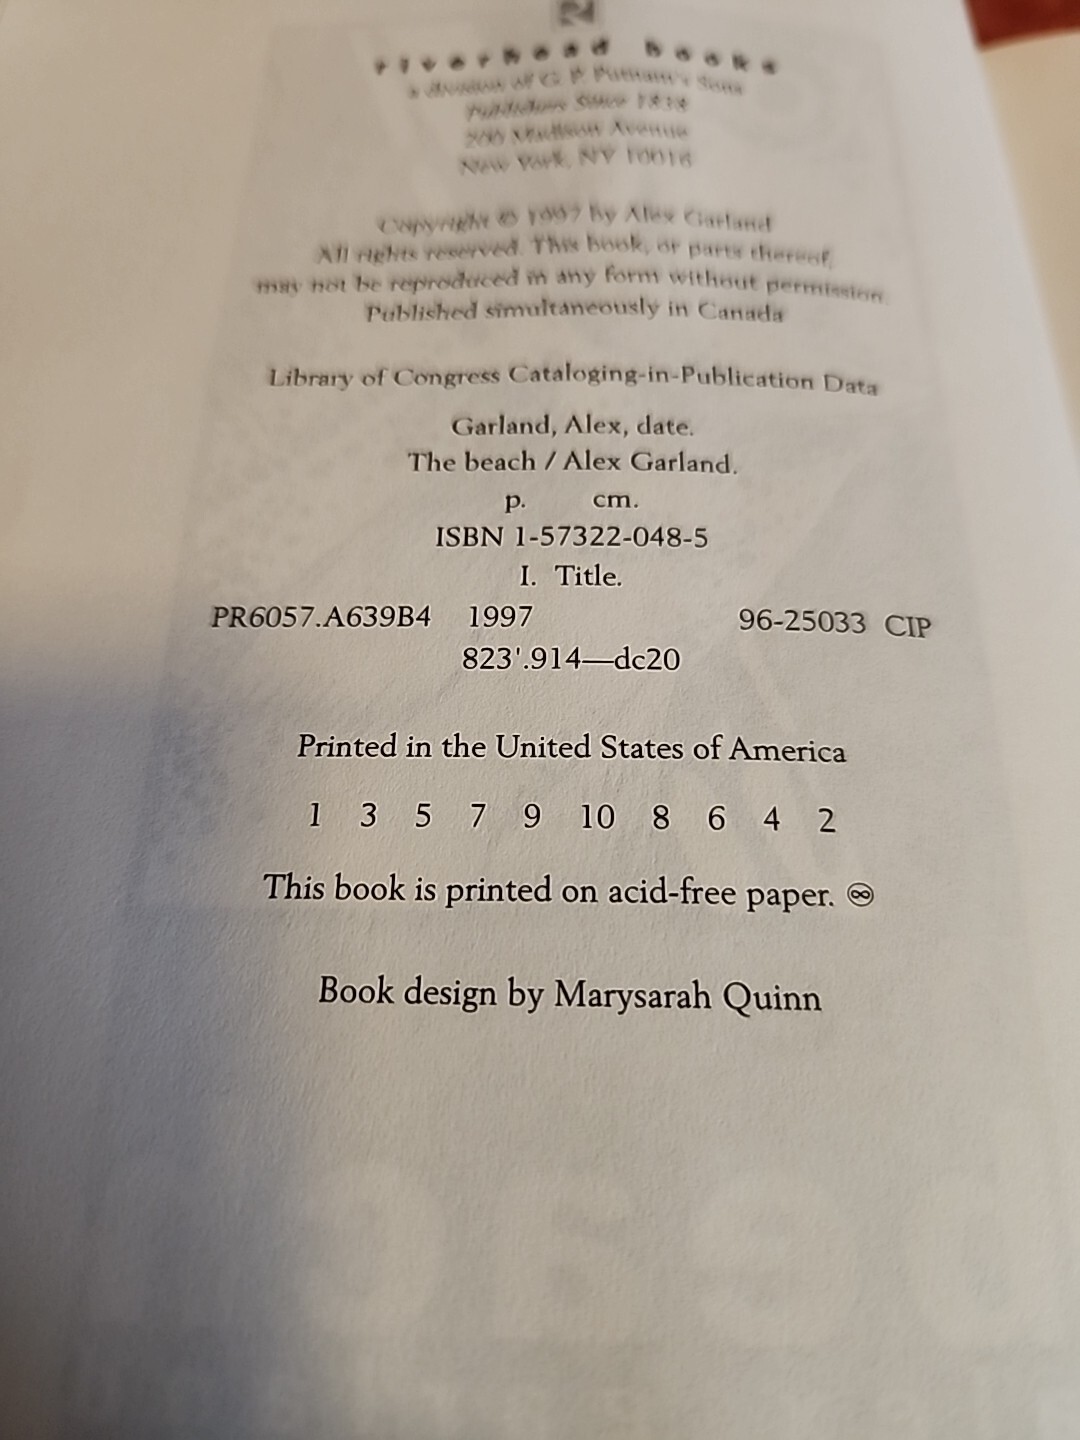 riverhead books
a division of G. P. Putnam's Sons
Publishers Since 1838
200 Madison Avenue
New York, NY 10016
Copyright © 1997 by Alex Garland
All rights reserved. This book, or parts thereof,
may not be reproduced in any form without permission.
Published simultaneously in Canada
Library of Congress Cataloging-in-Publication Data
Garland, Alex, date.
The beach / Alex Garland.
p. cm.
ISBN 1-57322-048-5
I. Title.
PR6057.A639B4 1997 96-25033 CIP
823'.914—dc20
Printed in the United States of America
1 3 5 7 9 10 8 6 4 2
This book is printed on acid-free paper. ♾
Book design by Marysarah Quinn